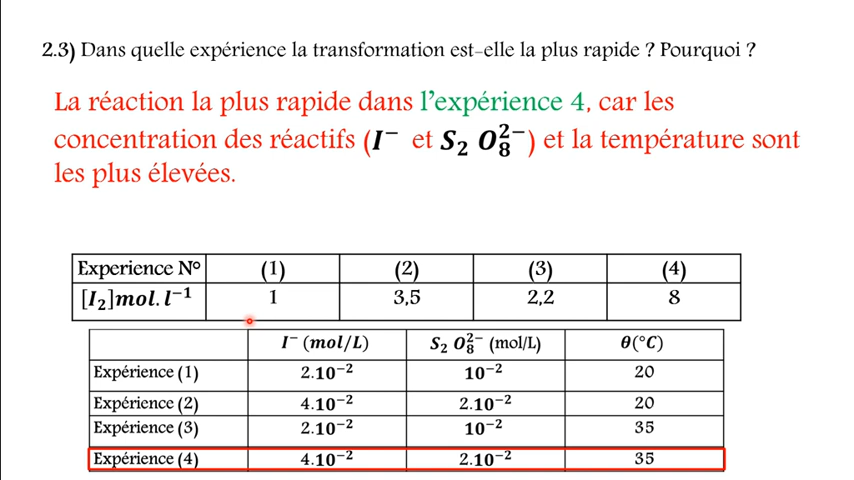 2.3) Dans quelle expérience la transformation est-elle la plus rapide ? Pourquoi ?
La réaction la plus rapide dans l'expérience 4, car les
concentration des réactifs (I⁻ et S₂ O₈²⁻) et la température sont
les plus élevées.
Experience N° (1) (2) (3) (4)
[I₂]mol. l⁻¹ 1 3,5 2,2 8
I⁻ (mol/L) S₂ O₈²⁻ (mol/L) θ(°C)
Expérience (1) 2.10⁻² 10⁻² 20
Expérience (2) 4.10⁻² 2.10⁻² 20
Expérience (3) 2.10⁻² 10⁻² 35
Expérience (4) 4.10⁻² 2.10⁻² 35